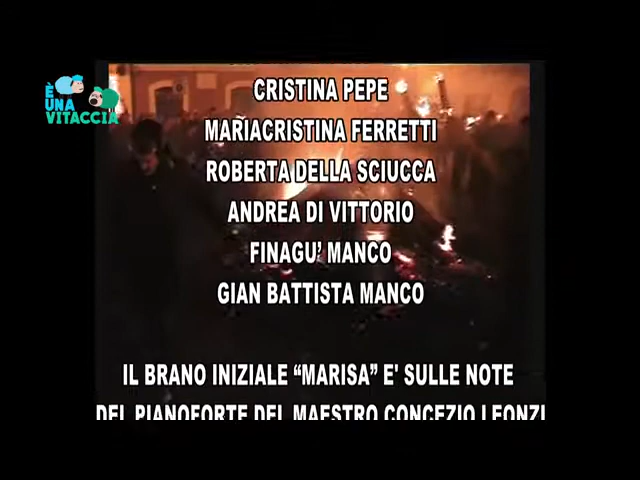 È
UNA
VITACCIA
CRISTINA PEPE
MARIACRISTINA FERRETTI
ROBERTA DELLA SCIUCCA
ANDREA DI VITTORIO
FINAGU' MANCO
GIAN BATTISTA MANCO
IL BRANO INIZIALE “MARISA” E' SULLE NOTE
DEL PIANOFORTE DEL MAESTRO CONCEZIO LEONZI